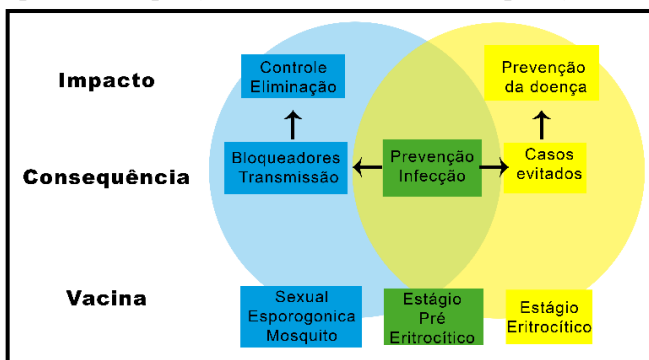 Impacto
Controle
Eliminação
Prevenção
da doença
Consequência
Bloqueadores
Transmissão
Prevenção
Infecção
Casos
evitados
Vacina
Sexual
Esporogonica
Mosquito
Estágio
Pré
Eritrocítico
Estágio
Eritrocítico